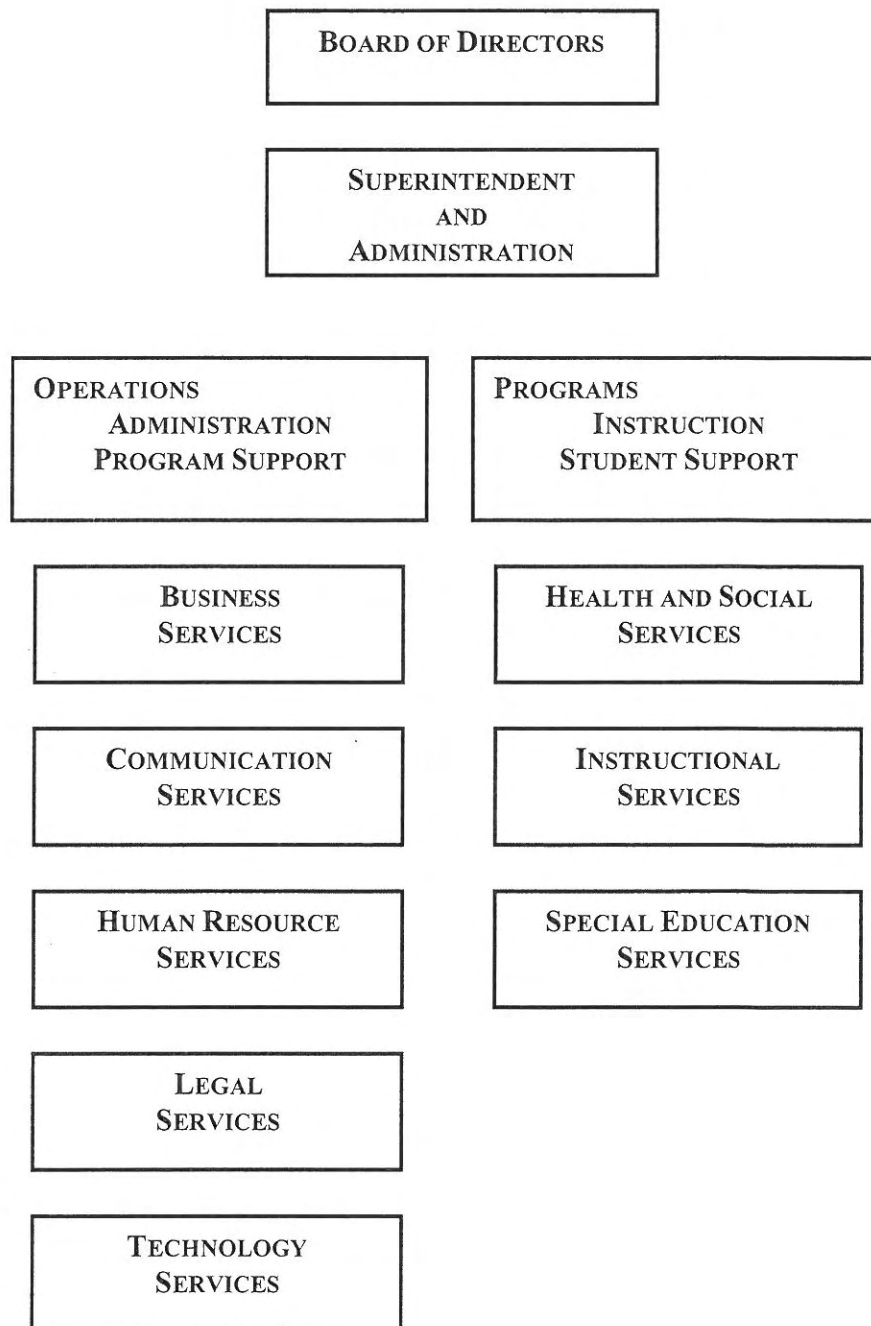 BOARD OF DIRECTORS
SUPERINTENDENT
AND
ADMINISTRATION
OPERATIONS
ADMINISTRATION
PROGRAM SUPPORT
PROGRAMS
INSTRUCTION
STUDENT SUPPORT
BUSINESS
SERVICES
HEALTH AND SOCIAL
SERVICES
COMMUNICATION
SERVICES
INSTRUCTIONAL
SERVICES
HUMAN RESOURCE
SERVICES
SPECIAL EDUCATION
SERVICES
LEGAL
SERVICES
TECHNOLOGY
SERVICES